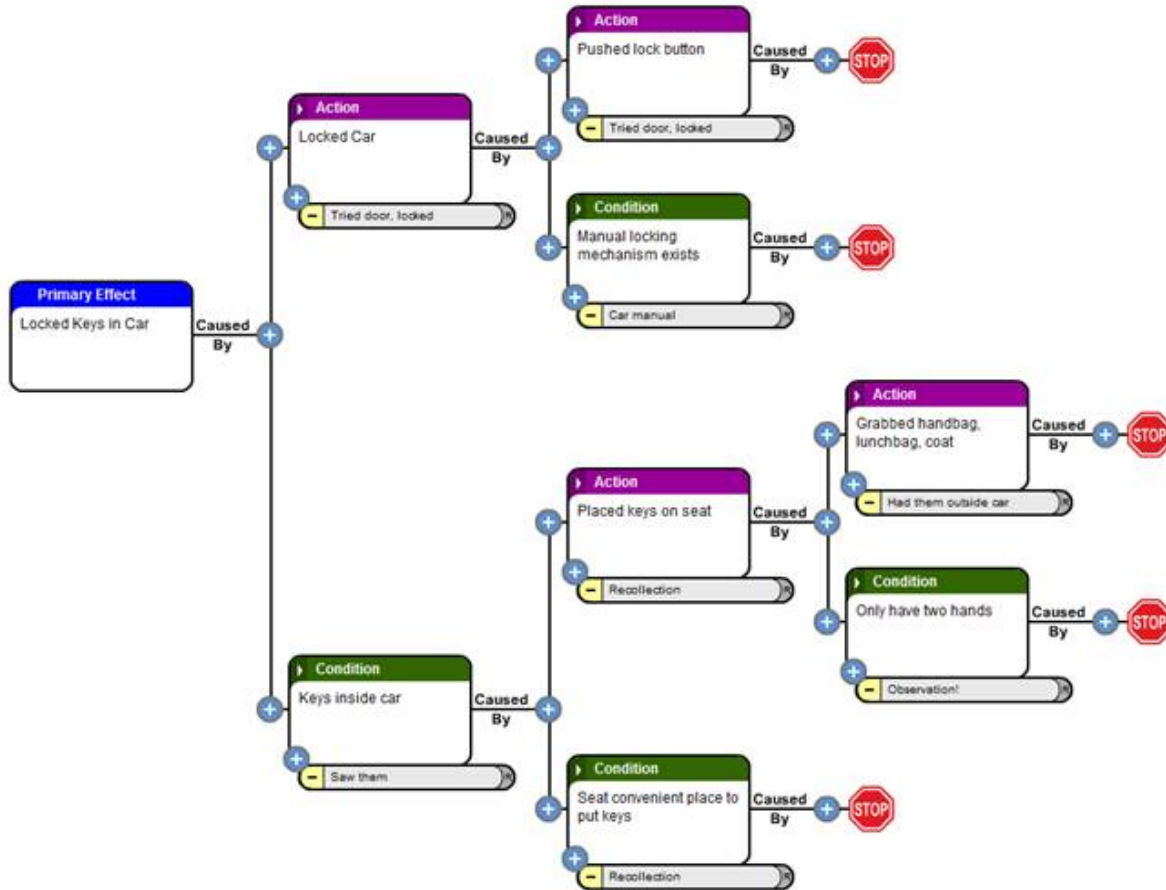 Action
Pushed lock button
Caused
By
STOP
Tried door, locked
R
Action
Locked Car
Caused
By
Tried door, locked
R
Condition
Manual locking
mechanism exists
Caused
By
STOP
Car manual
R
Primary Effect
Locked Keys in Car
Caused
By
Action
Grabbed handbag,
lunchbag, coat
Caused
By
STOP
Had them outside car
R
Action
Placed keys on seat
Caused
By
Recollection
R
Condition
Only have two hands
Caused
By
STOP
Observation!
R
Condition
Keys inside car
Caused
By
Saw them
R
Condition
Seat convenient place to
put keys
Caused
By
STOP
Recollection
R